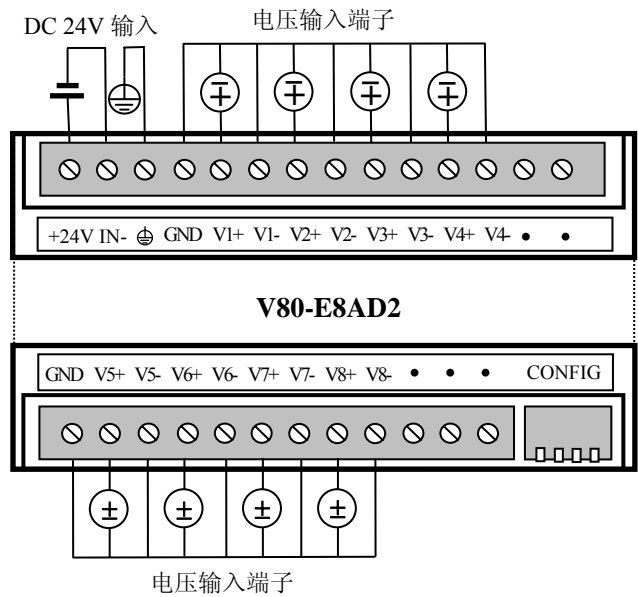 DC 24V 输入
电压输入端子
+24V IN- ⏚ GND V1+ V1- V2+ V2- V3+ V3- V4+ V4- • •
V80-E8AD2
GND V5+ V5- V6+ V6- V7+ V7- V8+ V8- • • • CONFIG
电压输入端子